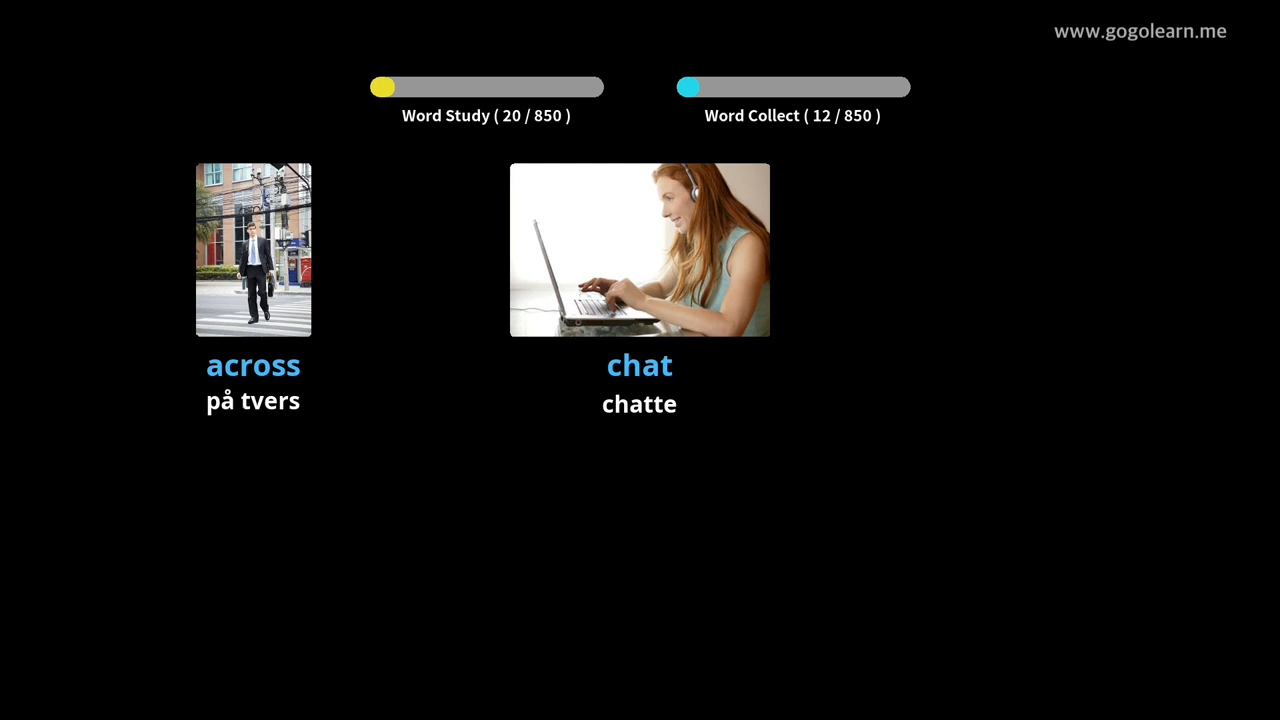 www.gogolearn.me
Word Study ( 20 / 850 )
Word Collect ( 12 / 850 )
across
på tvers
chat
chatte